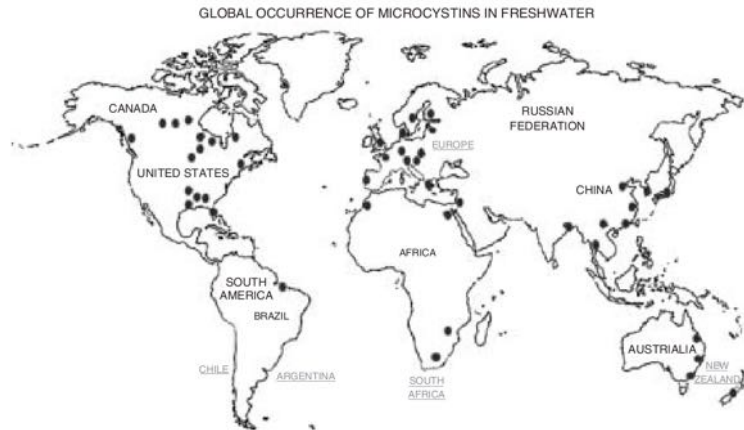 GLOBAL OCCURRENCE OF MICROCYSTINS IN FRESHWATER
CANADA
RUSSIAN
FEDERATION
EUROPE
UNITED STATES
CHINA
AFRICA
SOUTH
AMERICA
BRAZIL
AUSTRIALIA
CHILE
ARGENTINA
SOUTH
AFRICA
NEW
ZEALAND